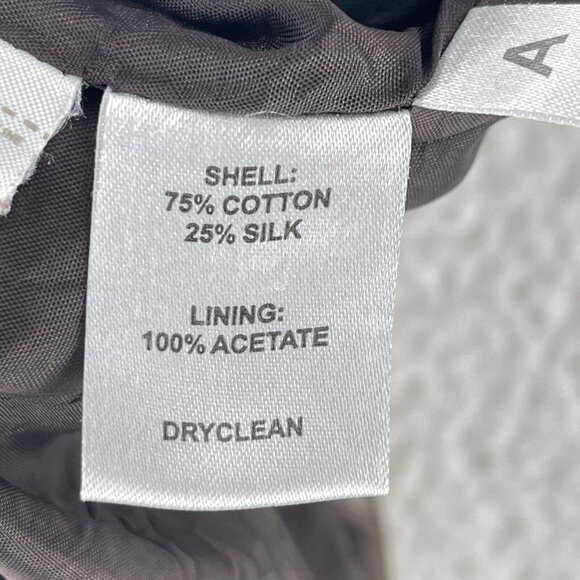 SHELL:
75% COTTON
25% SILK
LINING:
100% ACETATE
DRYCLEAN
A